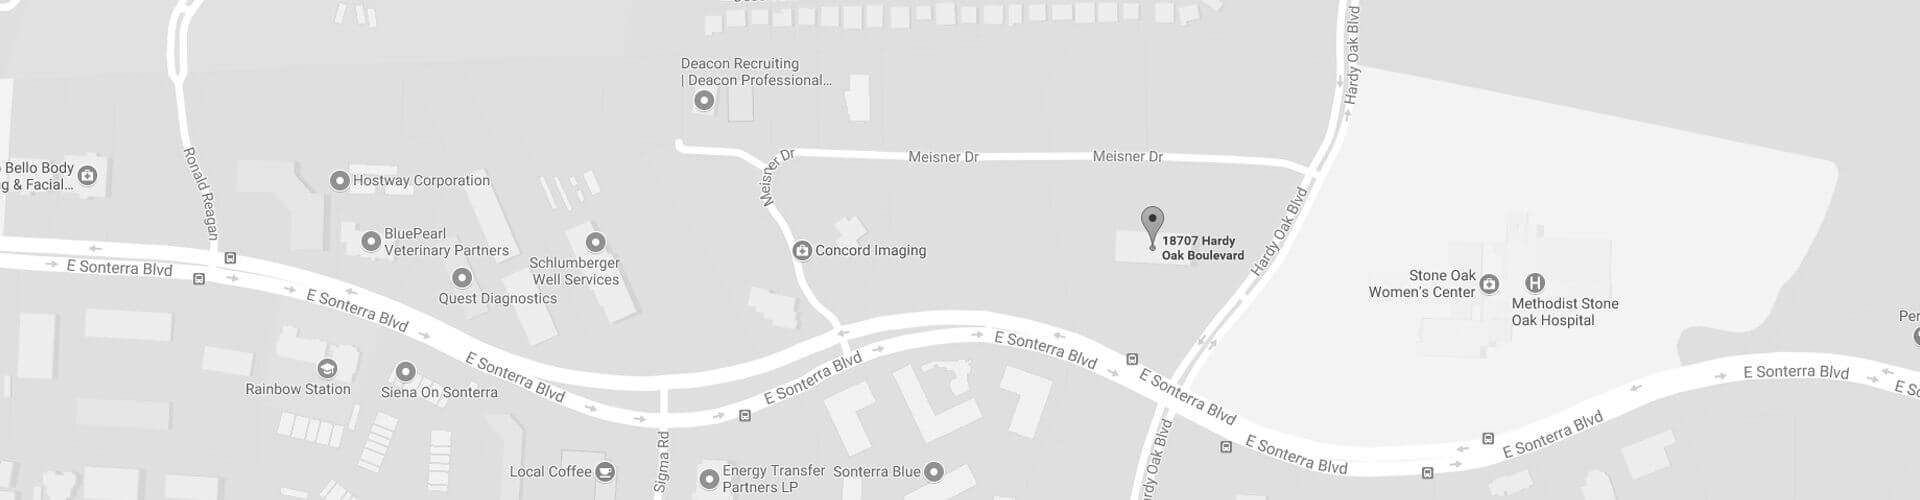 Deacon Recruiting
| Deacon Professional...
Hardy Oak Blvd
Meisner Dr
Meisner Dr
Meisner Dr
Ronald Reagan
Bello Body
g & Facial...
Hostway Corporation
BluePearl
Veterinary Partners
Schlumberger
Well Services
Quest Diagnostics
Concord Imaging
18707 Hardy
Oak Boulevard
Hardy Oak Blvd
Stone Oak
Women's Center
H
Methodist Stone
Oak Hospital
Per
E Sonterra Blvd
E Sonterra Blvd
E Sonterra Blvd
E Sonterra Blvd
E Sonterra Blvd
E Sonterra Blvd
E Sonterra Blvd
E Sonterra Blvd
E Sonterra Blvd
E So
Rainbow Station
Siena On Sonterra
Local Coffee
Sigma Rd
Energy Transfer
Partners LP
Sonterra Blue
rdy Oak Blvd